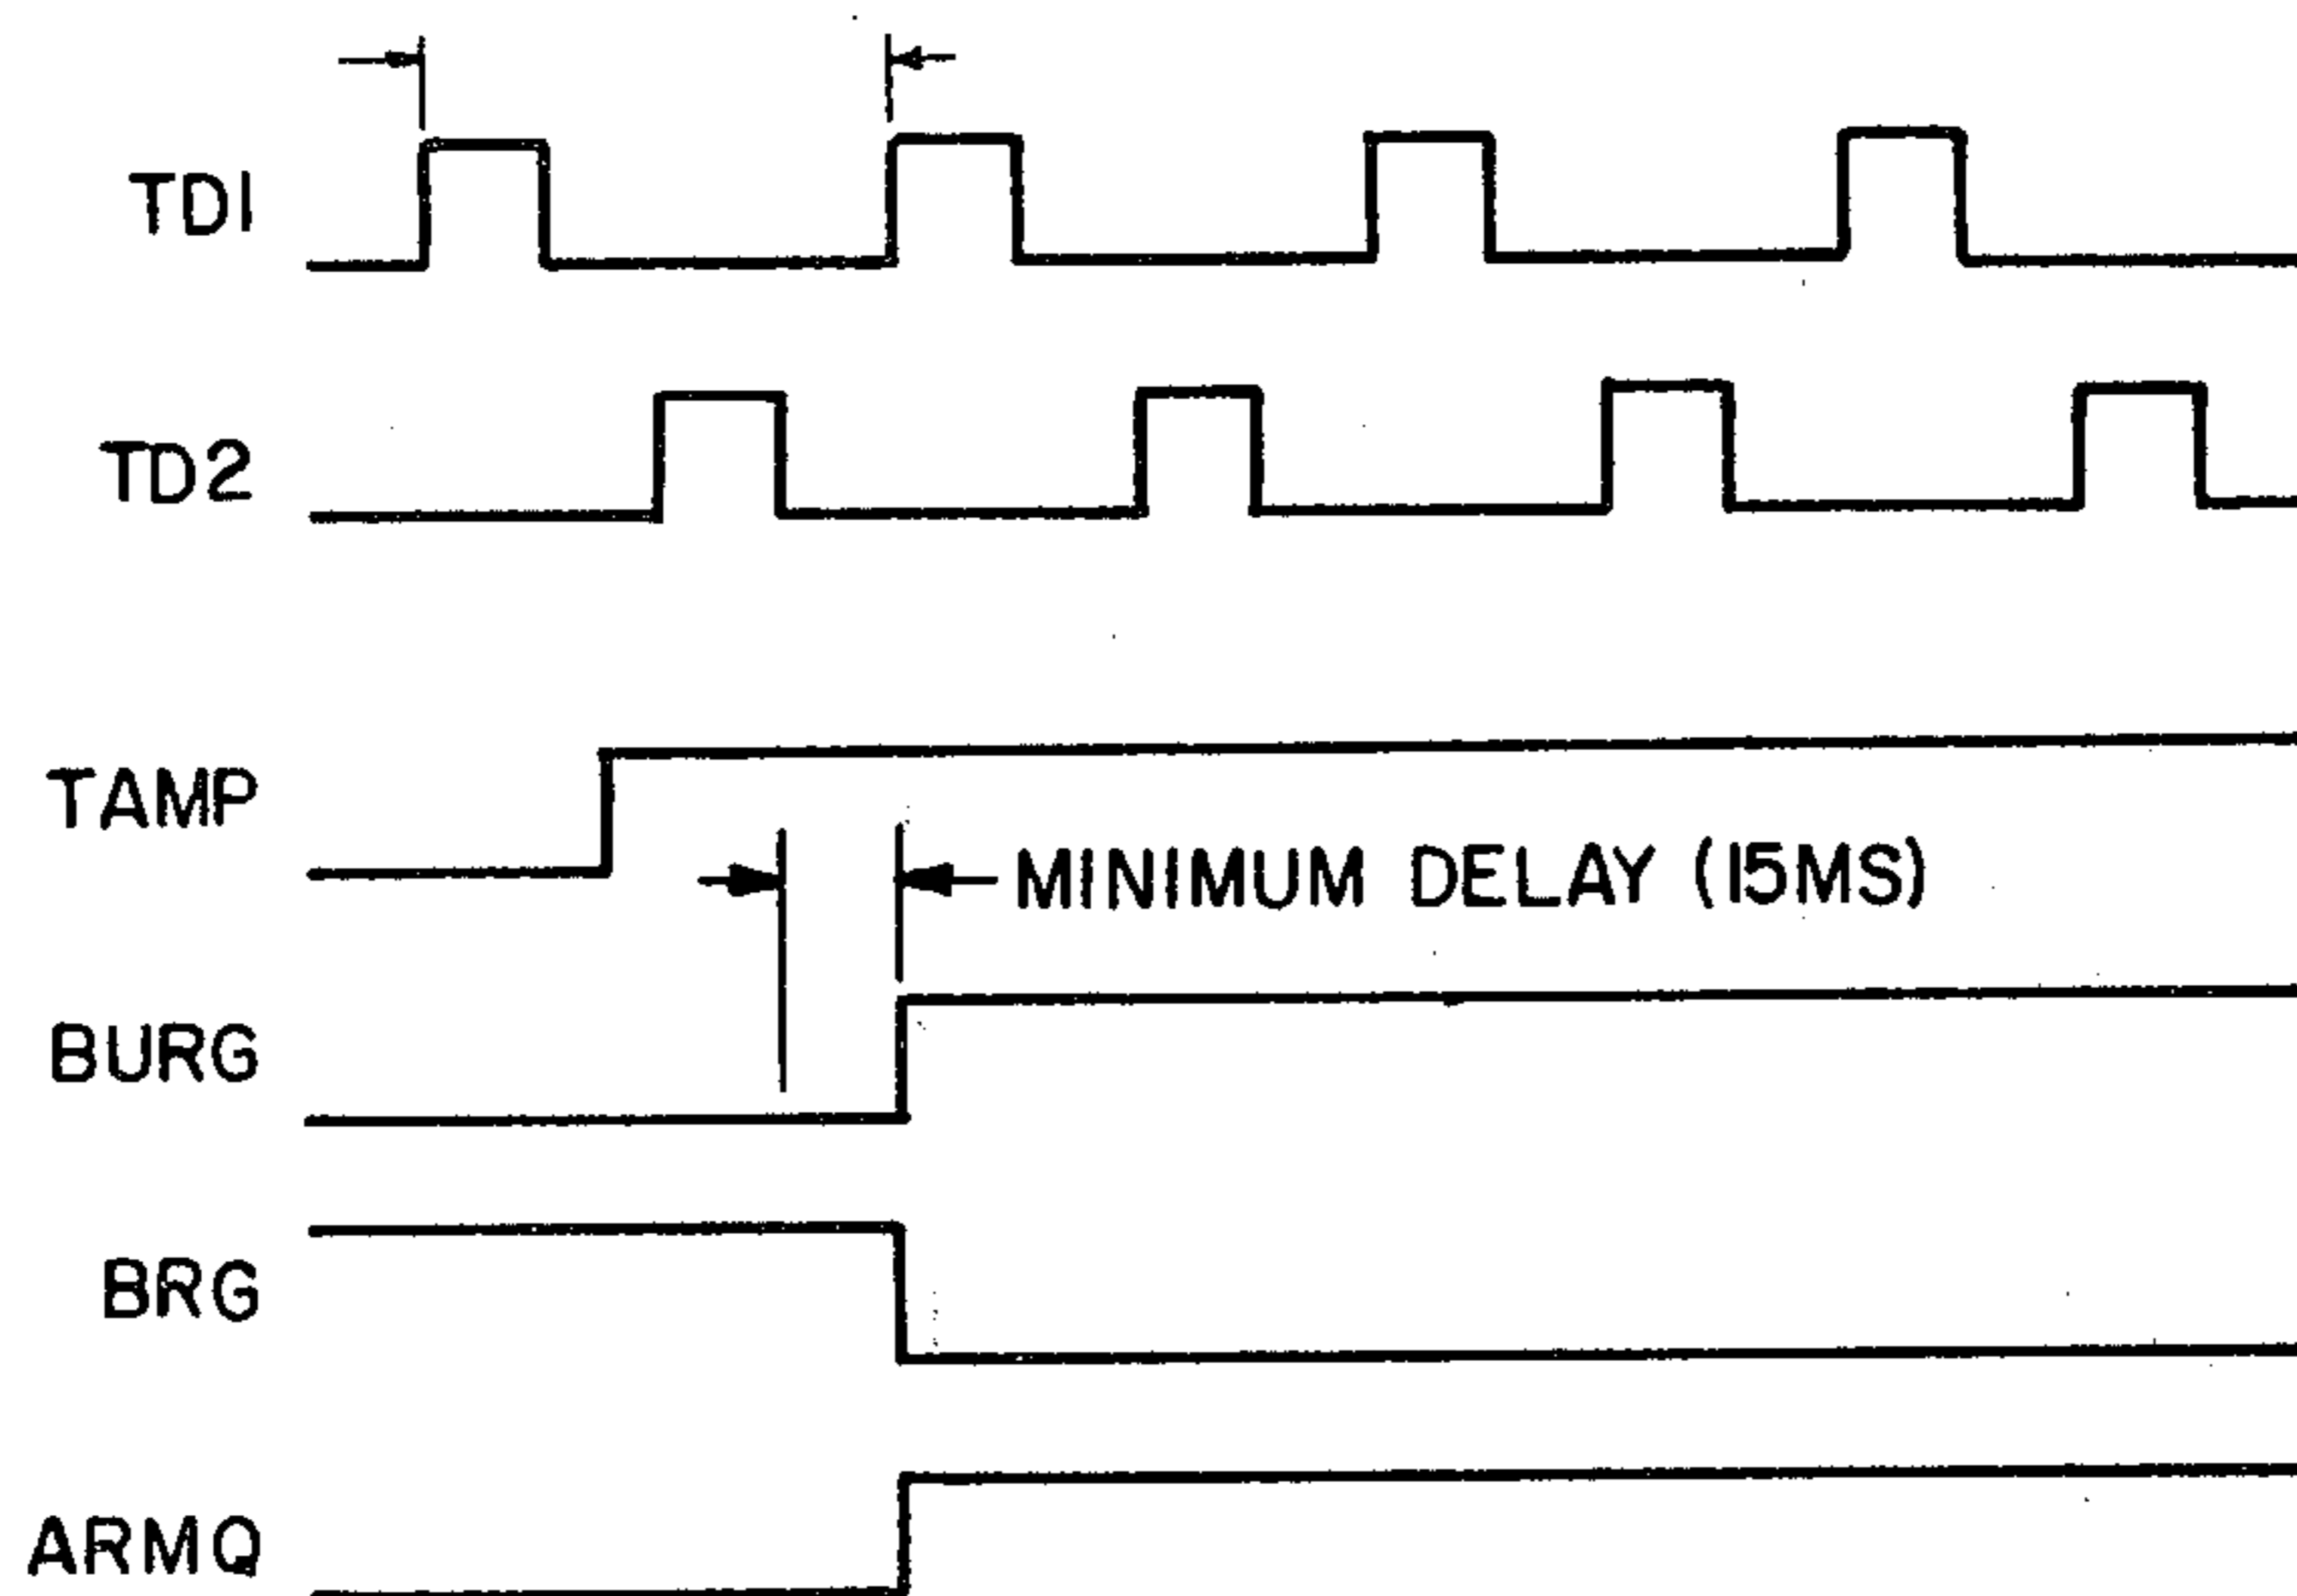 TD1
TD2
TAMP
MINIMUM DELAY (15MS)
BURG
BRG
ARMQ